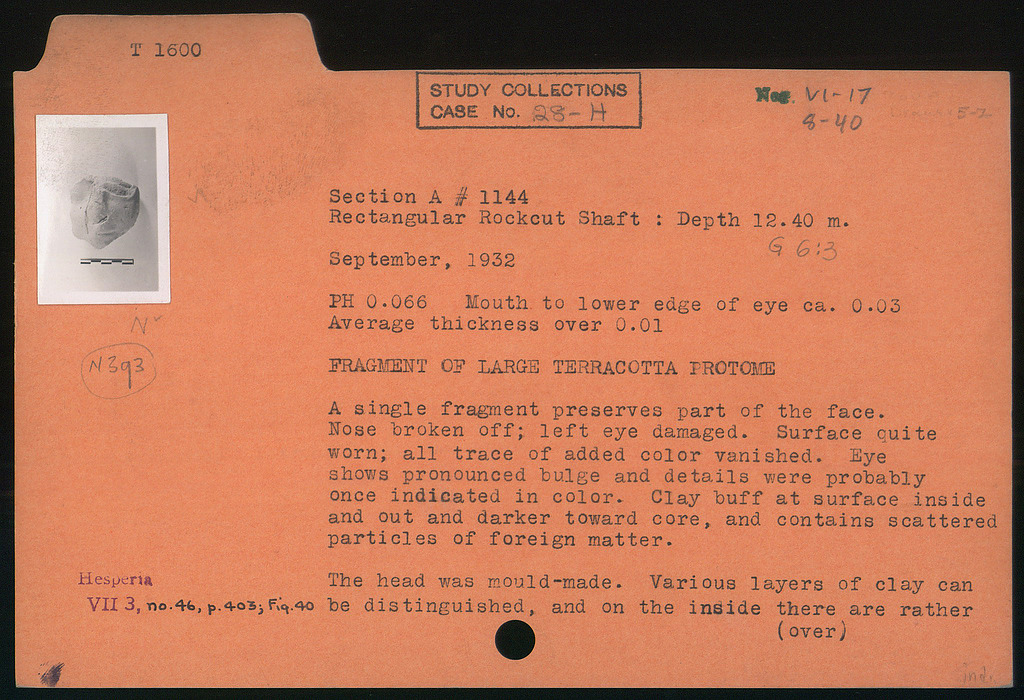 T 1600
STUDY COLLECTIONS
CASE No. 28-H
Neg. VI-17
8-40
5-2
Section A # 1144
Rectangular Rockcut Shaft : Depth 12.40 m.
G 6:3
September, 1932
PH 0.066 Mouth to lower edge of eye ca. 0.03
Average thickness over 0.01
N
N393
FRAGMENT OF LARGE TERRACOTTA PROTOME
A single fragment preserves part of the face.
Nose broken off; left eye damaged. Surface quite
worn; all trace of added color vanished. Eye
shows pronounced bulge and details were probably
once indicated in color. Clay buff at surface inside
and out and darker toward core, and contains scattered
particles of foreign matter.
The head was mould-made. Various layers of clay can
be distinguished, and on the inside there are rather
(over)
Hesperia
VII 3, no.46, p.403; Fig.40
ind.